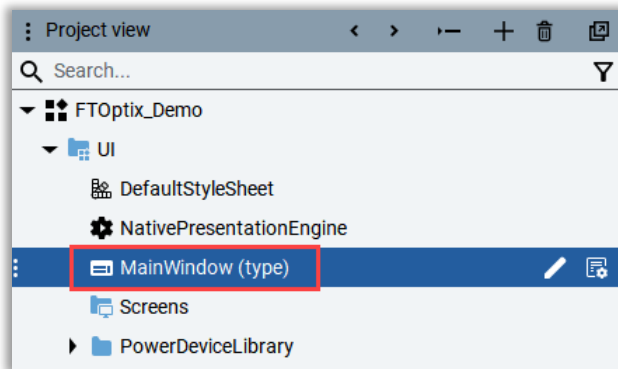 Project view
Search...
FTOptix_Demo
UI
DefaultStyleSheet
NativePresentationEngine
MainWindow (type)
Screens
PowerDeviceLibrary